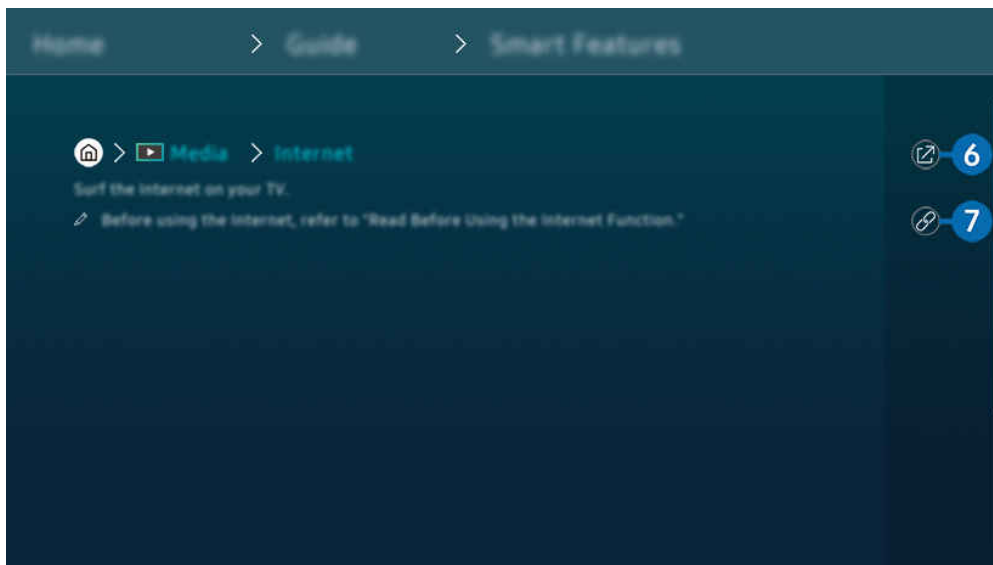 Home > Guide > Smart Features
> Media > Internet
6
Surf the Internet on your TV.
Before using the Internet, refer to "Read Before Using the Internet Function."
7